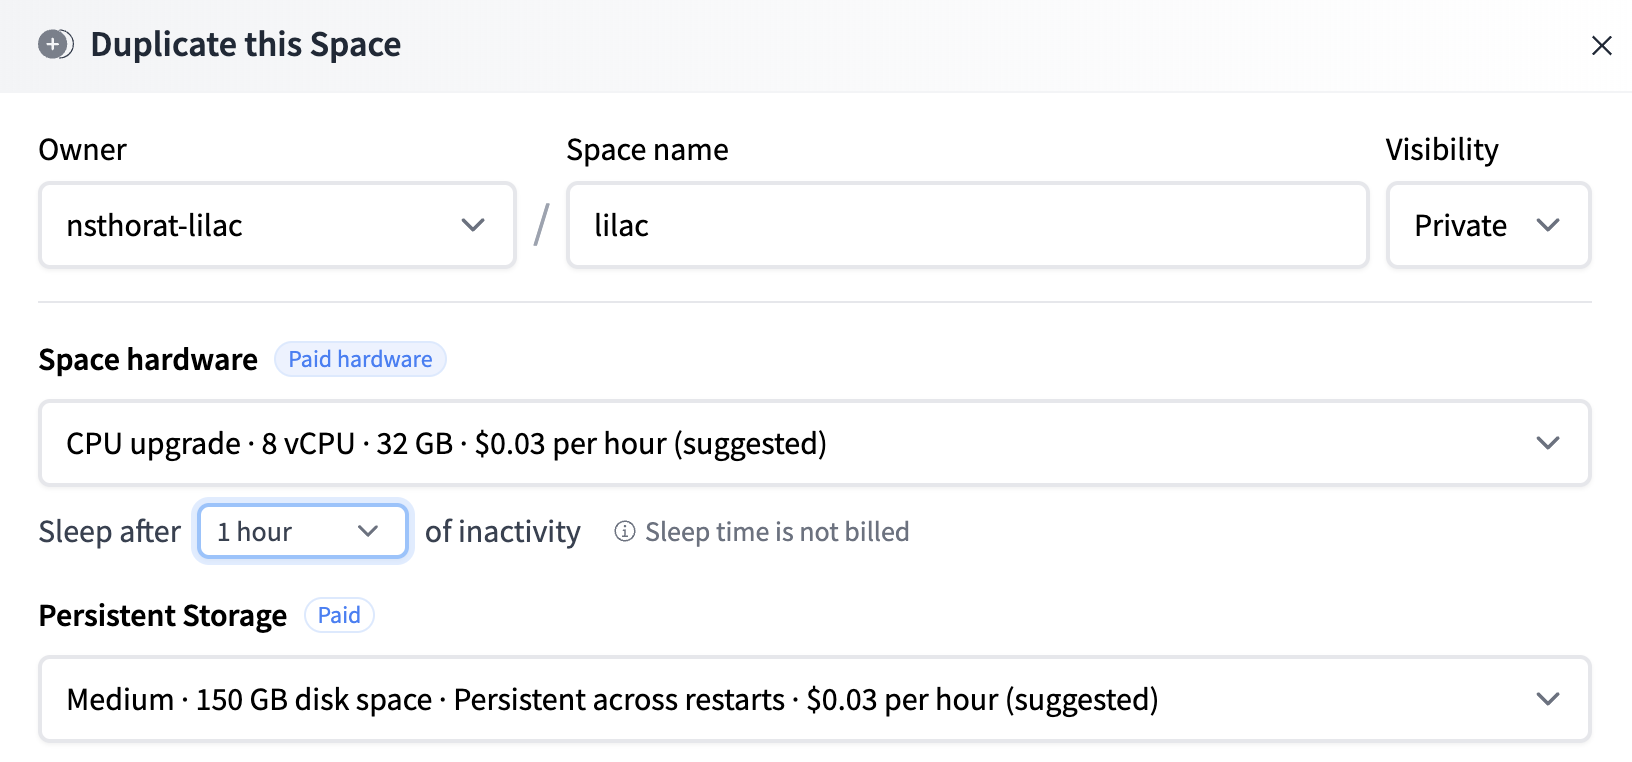 Duplicate this Space
Owner Space name Visibility
nsthorat-lilac / lilac Private
Space hardware Paid hardware
CPU upgrade · 8 vCPU · 32 GB · $0.03 per hour (suggested)
Sleep after 1 hour of inactivity Sleep time is not billed
Persistent Storage Paid
Medium · 150 GB disk space · Persistent across restarts · $0.03 per hour (suggested)